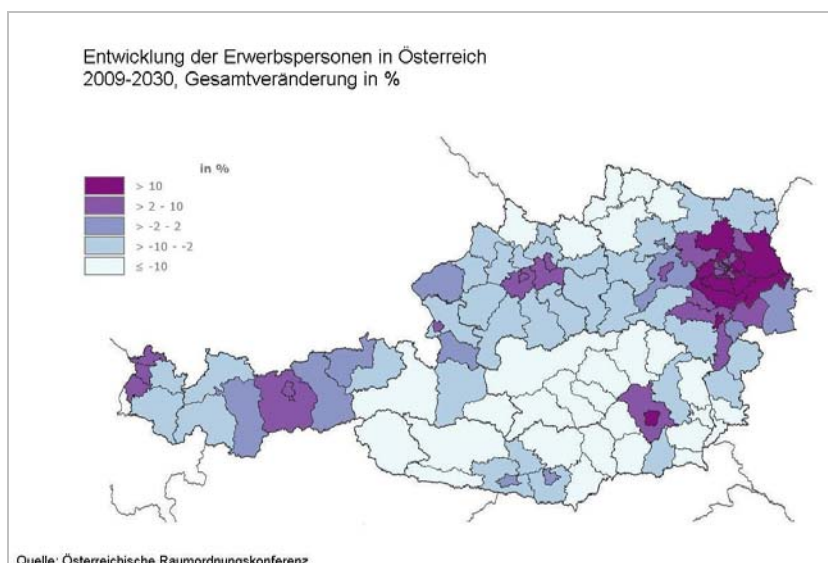 Entwicklung der Erwerbspersonen in Österreich
2009-2030, Gesamtveränderung in %
in %
> 10
> 2 - 10
> -2 - 2
> -10 - -2
≤ -10
Quelle: Österreichische Raumordnungskonferenz